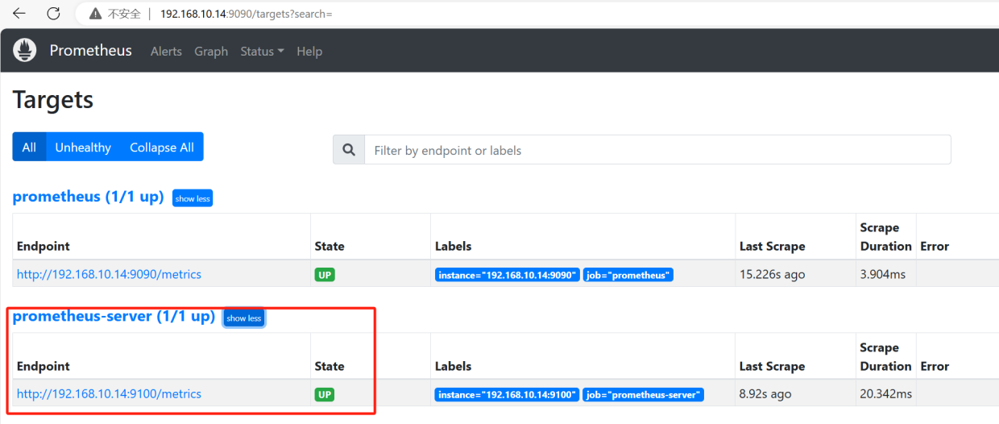 不安全 192.168.10.14:9090/targets?search=
Prometheus Alerts Graph Status Help
Targets
All Unhealthy Collapse All Filter by endpoint or labels
prometheus (1/1 up) show less
Endpoint State Labels Last Scrape Scrape Duration Error
http://192.168.10.14:9090/metrics UP instance="192.168.10.14:9090" job="prometheus" 15.226s ago 3.904ms
prometheus-server (1/1 up) show less
Endpoint State Labels Last Scrape Scrape Duration Error
http://192.168.10.14:9100/metrics UP instance="192.168.10.14:9100" job="prometheus-server" 8.92s ago 20.342ms